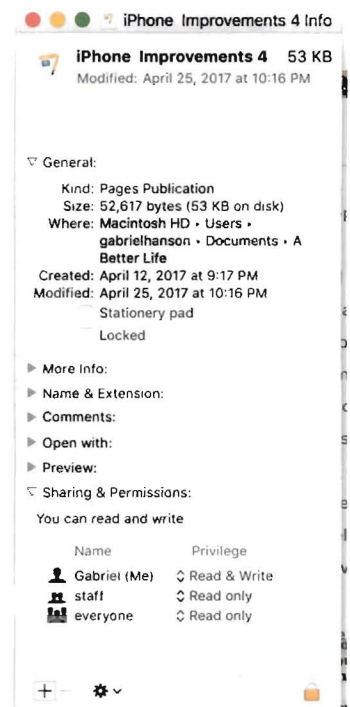 iPhone Improvements 4 Info
iPhone Improvements 4 53 KB
Modified: April 25, 2017 at 10:16 PM
General:
Kind: Pages Publication
Size: 52,617 bytes (53 KB on disk)
Where: Macintosh HD • Users •
gabrielhanson • Documents • A
Better Life
Created: April 12, 2017 at 9:17 PM
Modified: April 25, 2017 at 10:16 PM
Stationery pad
Locked
More Info:
Name & Extension:
Comments:
Open with:
Preview:
Sharing & Permissions:
You can read and write
Name Privilege
Gabriel (Me) Read & Write
staff Read only
everyone Read only